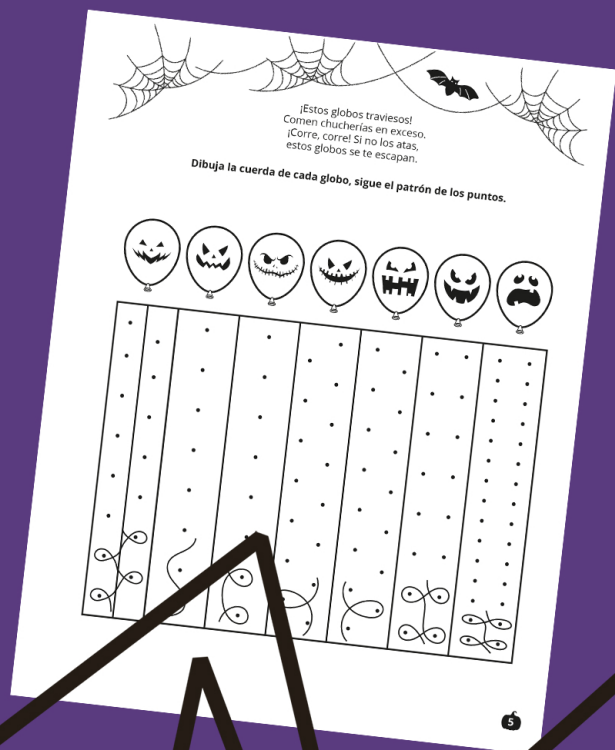 ¡Estos globos traviesos!
Comen chucherías en exceso.
¡Corre, corre! Si no los atas,
estos globos se te escapan.
Dibuja la cuerda de cada globo, sigue el patrón de los puntos.
5